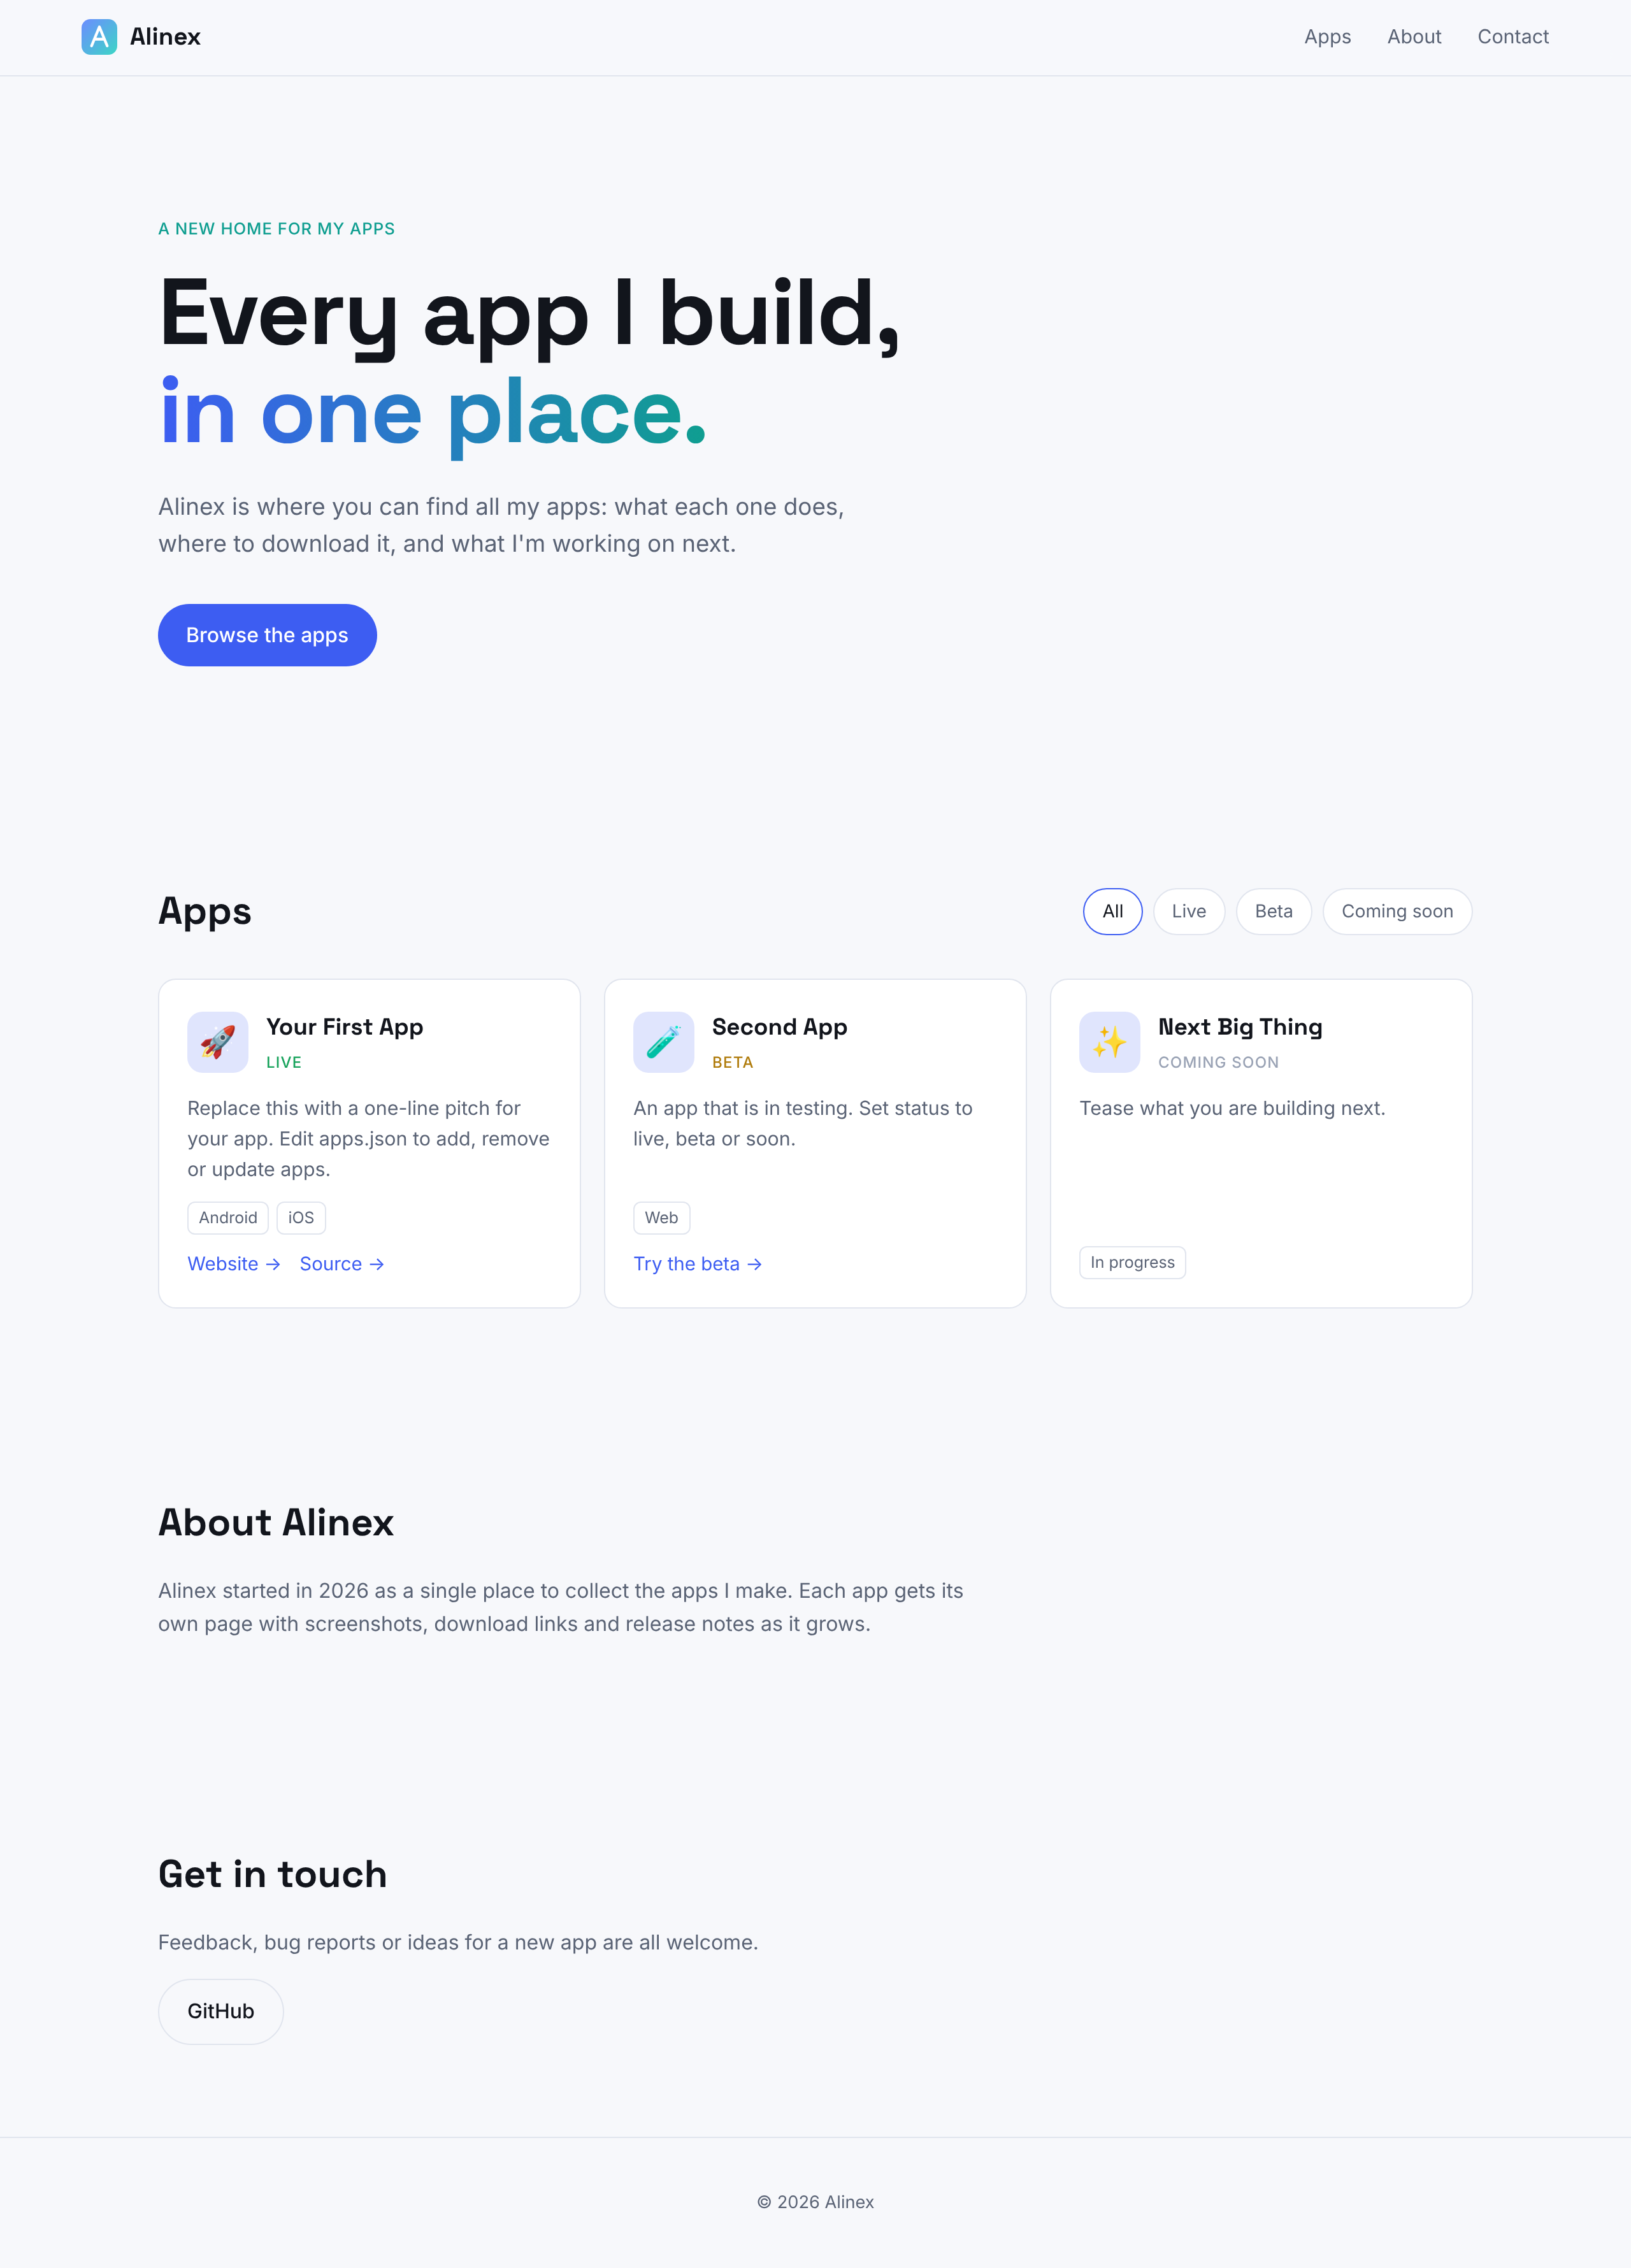 A Alinex
Apps About Contact
A NEW HOME FOR MY APPS
Every app I build,
in one place.
Alinex is where you can find all my apps: what each one does,
where to download it, and what I'm working on next.
Browse the apps
Apps
All Live Beta Coming soon
Your First App
LIVE
Replace this with a one-line pitch for
your app. Edit apps.json to add, remove
or update apps.
Android iOS
Website → Source →
Second App
BETA
An app that is in testing. Set status to
live, beta or soon.
Web
Try the beta →
Next Big Thing
COMING SOON
Tease what you are building next.
In progress
About Alinex
Alinex started in 2026 as a single place to collect the apps I make. Each app gets its
own page with screenshots, download links and release notes as it grows.
Get in touch
Feedback, bug reports or ideas for a new app are all welcome.
GitHub
© 2026 Alinex